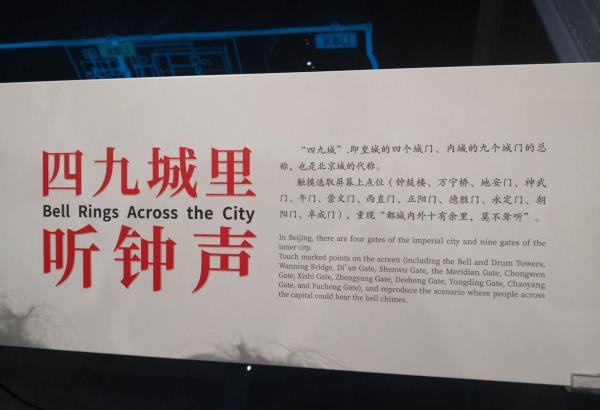 四九城里
Bell Rings Across the City
听钟声
“四九城”,即皇城的四个城门、内城的九个城门的总
称,也是北京城的代称。
触摸选取屏幕上点位(钟鼓楼、万宁桥、地安门、神武
门、午门、崇文门、西直门、正阳门、德胜门、永定门、朝
阳门、阜成门),重现“都城内外十有余里,莫不耸听”。
In Beijing, there are four gates of the imperial city and nine gates of the
inner city.
Touch marked points on the screen (including the Bell and Drum Towers,
Wanning Bridge, Di'an Gate, Shenwu Gate, the Meridian Gate, Chongwen
Gate, Xizhi Gate, Zhengyang Gate, Desheng Gate, Yongding Gate, Chaoyang
Gate, and Fucheng Gate), and reproduce the scenario where people across
the capital could hear the bell chimes.